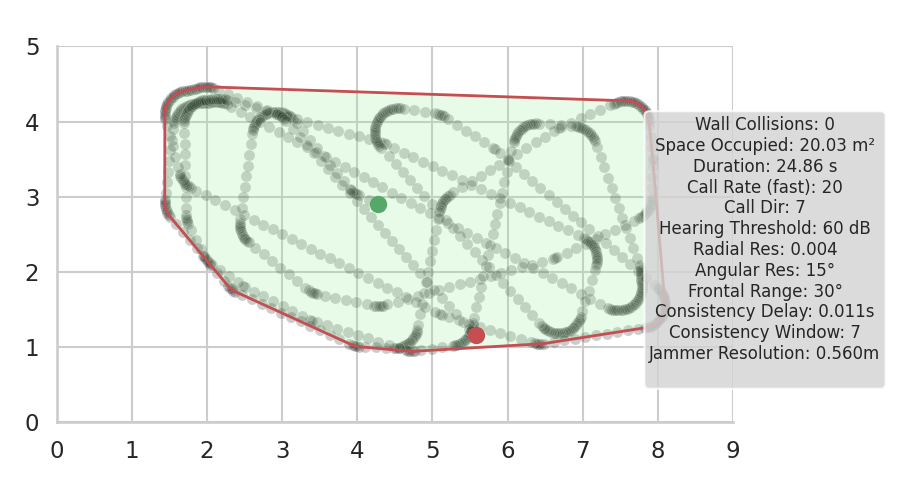 5
4
3
2
1
0
0 1 2 3 4 5 6 7 8 9
Wall Collisions: 0
Space Occupied: 20.03 m²
Duration: 24.86 s
Call Rate (fast): 20
Call Dir: 7
Hearing Threshold: 60 dB
Radial Res: 0.004
Angular Res: 15°
Frontal Range: 30°
Consistency Delay: 0.011s
Consistency Window: 7
Jammer Resolution: 0.560m